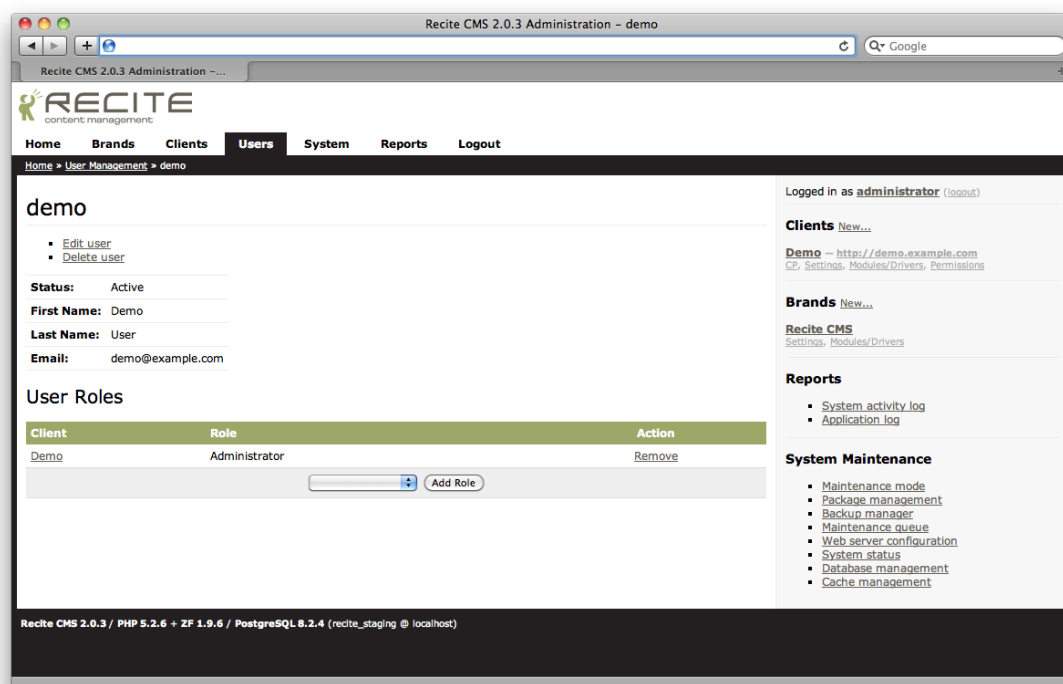 Recite CMS 2.0.3 Administration – demo
Google
Recite CMS 2.0.3 Administration –...
RECITE
content management
Home Brands Clients Users System Reports Logout
Home » User Management » demo
demo
Edit user
Delete user
Status: Active
First Name: Demo
Last Name: User
Email: demo@example.com
User Roles
Client Role Action
Demo Administrator Remove
Add Role
Logged in as administrator (logout)
Clients New...
Demo — http://demo.example.com
CP, Settings, Modules/Drivers, Permissions
Brands New...
Recite CMS
Settings, Modules/Drivers
Reports
System activity log
Application log
System Maintenance
Maintenance mode
Package management
Backup manager
Maintenance queue
Web server configuration
System status
Database management
Cache management
Recite CMS 2.0.3 / PHP 5.2.6 + ZF 1.9.6 / PostgreSQL 8.2.4 (recite_staging @ localhost)